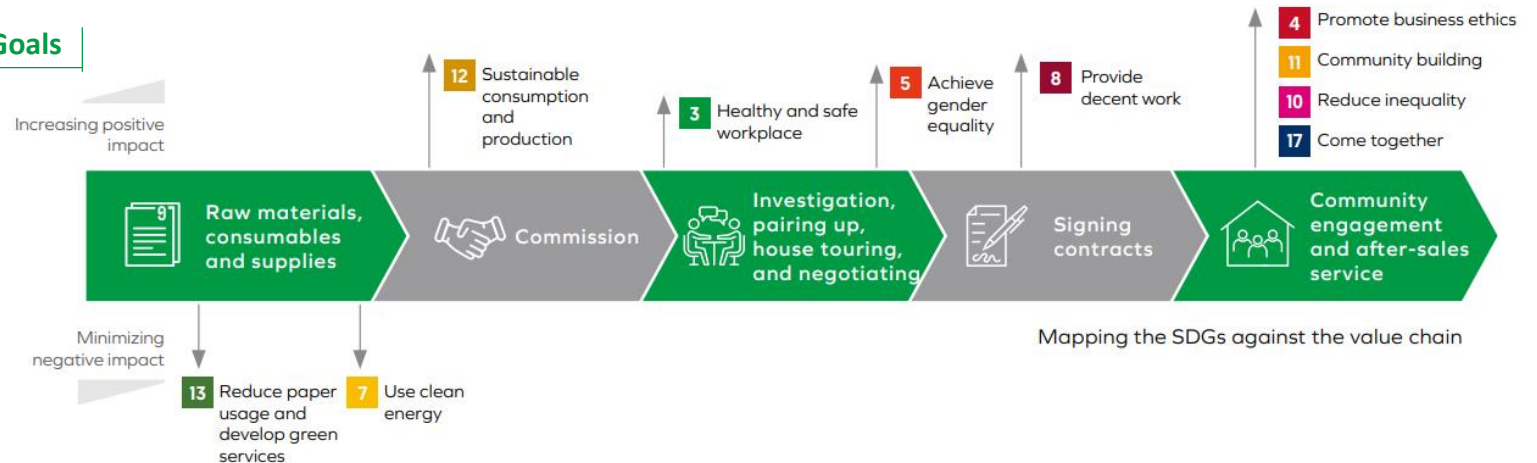 Goals
Increasing positive
impact
12
Sustainable
consumption
and
production
3
Healthy and safe
workplace
5
Achieve
gender
equality
8
Provide
decent work
4
Promote business ethics
11
Community building
10
Reduce inequality
17
Come together
9
Raw materials,
consumables
and supplies
Commission
Investigation,
pairing up,
house touring,
and negotiating
Signing
contracts
Community
engagement
and after-sales
service
Minimizing
negative impact
Mapping the SDGs against the value chain
13
Reduce paper
usage and
develop green
services
7
Use clean
energy